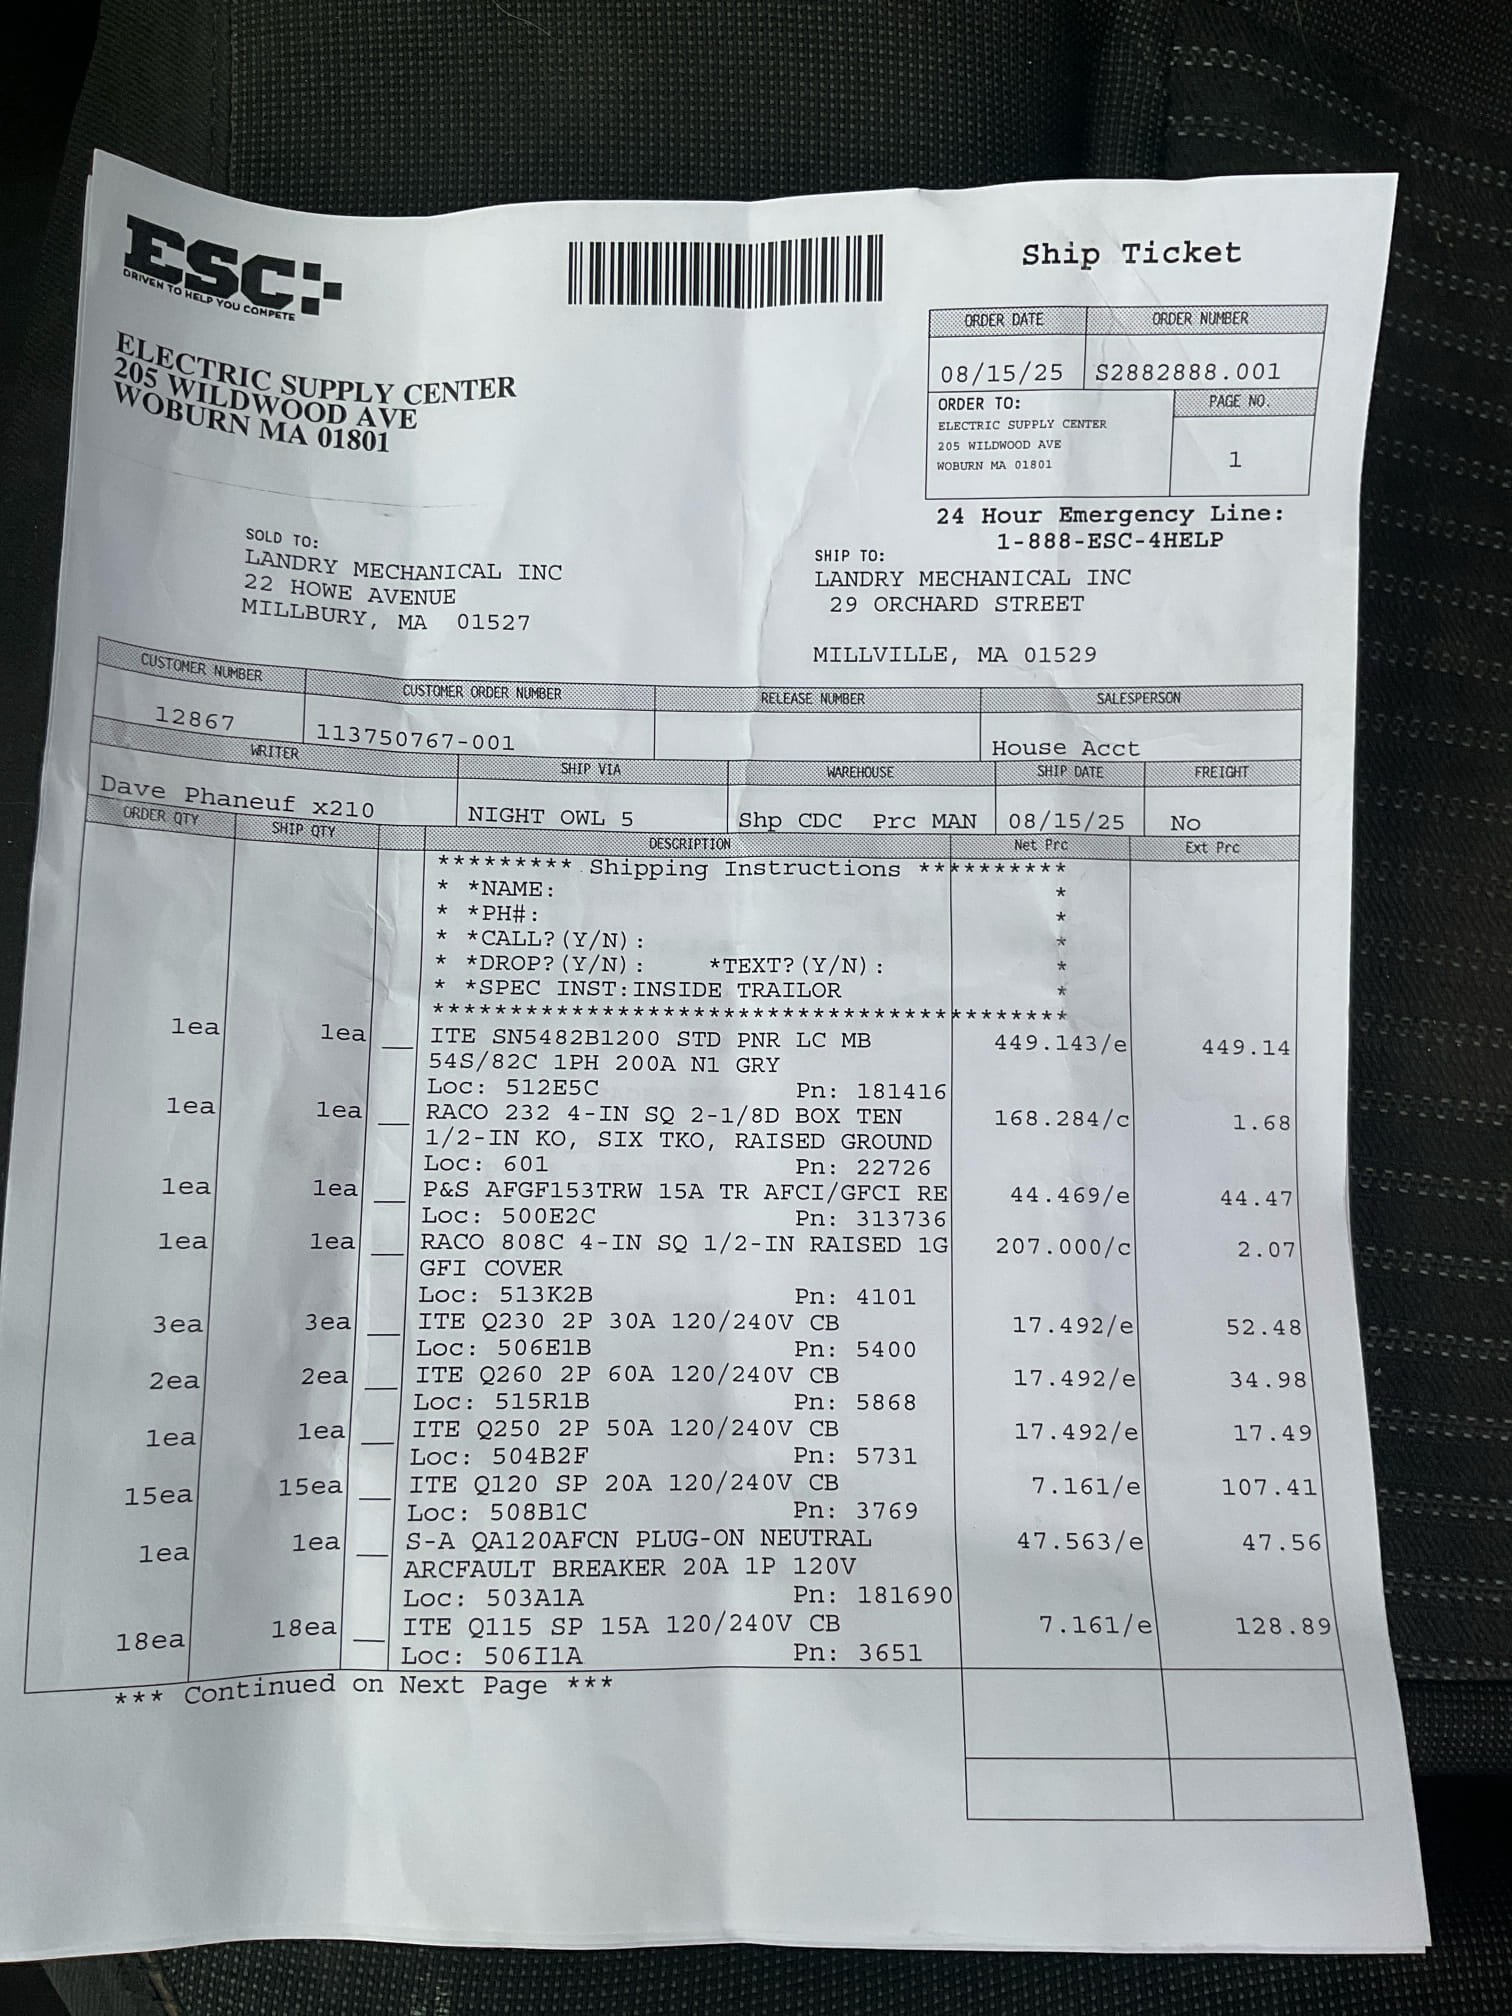 ESC
DRIVEN TO HELP YOU COMPETE
ELECTRIC SUPPLY CENTER
205 WILDWOOD AVE
WOBURN MA 01801
Ship Ticket
ORDER DATE ORDER NUMBER
08/15/25 S2882888.001
ORDER TO: PAGE NO.
ELECTRIC SUPPLY CENTER
205 WILDWOOD AVE
WOBURN MA 01801
1
24 Hour Emergency Line:
1-888-ESC-4HELP
SOLD TO:
LANDRY MECHANICAL INC
22 HOWE AVENUE
MILLBURY, MA 01527
SHIP TO:
LANDRY MECHANICAL INC
29 ORCHARD STREET
MILLVILLE, MA 01529
CUSTOMER NUMBER CUSTOMER ORDER NUMBER RELEASE NUMBER SALESPERSON
12867 113750767-001 House Acct
WRITER SHIP VIA WAREHOUSE SHIP DATE FREIGHT
Dave Phaneuf x210 NIGHT OWL 5 Shp CDC Prc MAN 08/15/25 No
ORDER QTY SHIP QTY DESCRIPTION Net Prc Ext Prc
********* Shipping Instructions **********
* *NAME: *
* *PH#: *
* *CALL?(Y/N): *
* *DROP?(Y/N): *TEXT?(Y/N): *
* *SPEC INST:INSIDE TRAILOR *
*****************************************
1ea 1ea __ ITE SN5482B1200 STD PNR LC MB 449.143/e 449.14
54S/82C 1PH 200A N1 GRY
Loc: 512E5C Pn: 181416
1ea 1ea __ RACO 232 4-IN SQ 2-1/8D BOX TEN 168.284/c 1.68
1/2-IN KO, SIX TKO, RAISED GROUND
Loc: 601 Pn: 22726
1ea 1ea __ P&S AFGF153TRW 15A TR AFCI/GFCI RE 44.469/e 44.47
Loc: 500E2C Pn: 313736
1ea 1ea __ RACO 808C 4-IN SQ 1/2-IN RAISED 1G 207.000/c 2.07
GFI COVER
Loc: 513K2B Pn: 4101
3ea 3ea __ ITE Q230 2P 30A 120/240V CB 17.492/e 52.48
Loc: 506E1B Pn: 5400
2ea 2ea __ ITE Q260 2P 60A 120/240V CB 17.492/e 34.98
Loc: 515R1B Pn: 5868
1ea 1ea __ ITE Q250 2P 50A 120/240V CB 17.492/e 17.49
Loc: 504B2F Pn: 5731
15ea 15ea __ ITE Q120 SP 20A 120/240V CB 7.161/e 107.41
Loc: 508B1C Pn: 3769
1ea 1ea __ S-A QA120AFCN PLUG-ON NEUTRAL 47.563/e 47.56
ARCFAULT BREAKER 20A 1P 120V
Loc: 503A1A Pn: 181690
18ea 18ea __ ITE Q115 SP 15A 120/240V CB 7.161/e 128.89
Loc: 506I1A Pn: 3651
*** Continued on Next Page ***